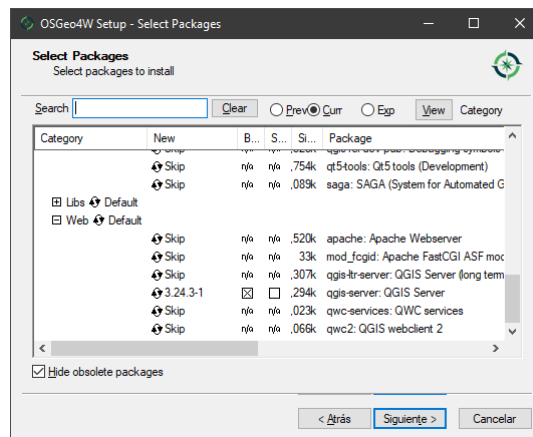 OSGeo4W Setup - Select Packages
Select Packages
Select packages to install
Search Clear Prev Curr Exp View Category
Category New B... S... Si... Package
Skip n/a n/a ,754k qt5-tools: Qt5 tools (Development)
Skip n/a n/a ,089k saga: SAGA (System for Automated G
Libs Default
Web Default
Skip n/a n/a ,520k apache: Apache Webserver
Skip n/a n/a 33k mod_fcgid: Apache FastCGI ASF moc
Skip n/a n/a ,307k qgis-ltr-server: QGIS Server (long term
3.24.3-1 ,294k qgis-server: QGIS Server
Skip n/a n/a ,023k qwc-services: QWC services
Skip n/a n/a ,066k qwc2: QGIS webclient 2
Hide obsolete packages
< Atrás Siguiente > Cancelar